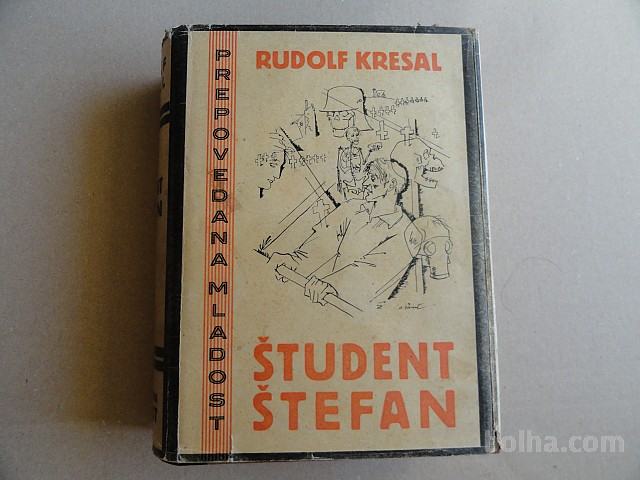 RUDOLF KRESAL
PREPOVEDANA MLADOST
ŠTUDENT
ŠTEFAN
bolha.com